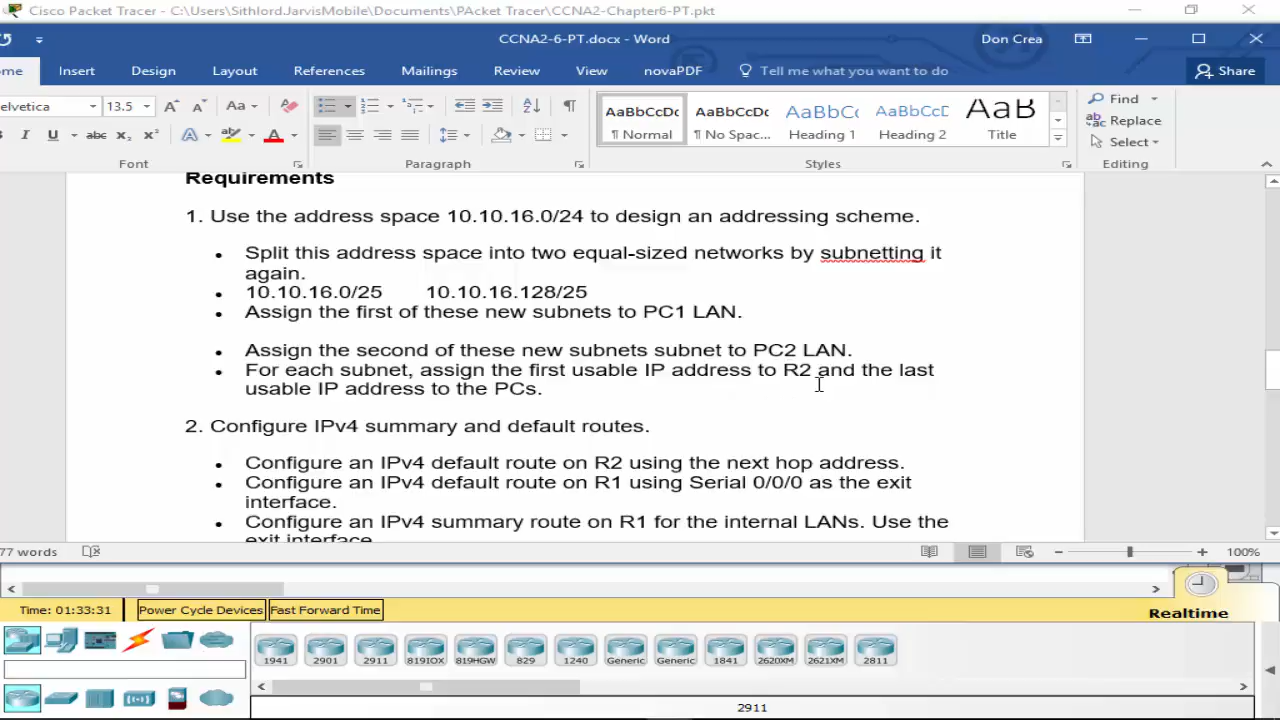 Cisco Packet Tracer - C:\Users\Sithlord.JarvisMobile\Documents\PAcket Tracer\CCNA2-Chapter6-PT.pkt
CCNA2-6-PT.docx - Word
Don Crea
ome Insert Design Layout References Mailings Review View novaPDF Tell me what you want to do Share
elvetica 13.5 A A Aa
U abc x₂ x² A ab A
AaBbCcDc AaBbCcDc AaBbCc AaBbCcD AaB
¶ Normal ¶ No Spac... Heading 1 Heading 2 Title
Find
Replace
Select
Font Paragraph Styles Editing
Requirements
1. Use the address space 10.10.16.0/24 to design an addressing scheme.
• Split this address space into two equal-sized networks by subnetting it
again.
• 10.10.16.0/25 10.10.16.128/25
• Assign the first of these new subnets to PC1 LAN.
• Assign the second of these new subnets subnet to PC2 LAN.
• For each subnet, assign the first usable IP address to R2 and the last
usable IP address to the PCs.
2. Configure IPv4 summary and default routes.
• Configure an IPv4 default route on R2 using the next hop address.
• Configure an IPv4 default route on R1 using Serial 0/0/0 as the exit
interface.
• Configure an IPv4 summary route on R1 for the internal LANs. Use the
exit interface
77 words 100%
Time: 01:33:31 Power Cycle Devices Fast Forward Time Realtime
1941 2901 2911 819IOX 819HGW 829 1240 Generic Generic 1841 2620XM 2621XM 2811
2911